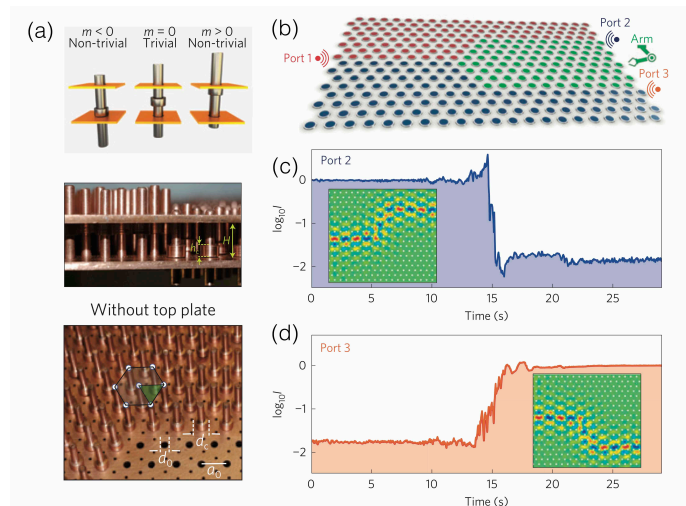 (a)
m < 0
Non-trivial
m = 0
Trivial
m > 0
Non-trivial
h
H
Without top plate
d_r
d_0
a_0
(b)
Port 1
Port 2
Arm
Port 3
(c)
Port 2
log10I
0
−1
−2
0
5
10
15
20
25
Time (s)
(d)
Port 3
log10I
0
−1
−2
0
5
10
15
20
25
Time (s)